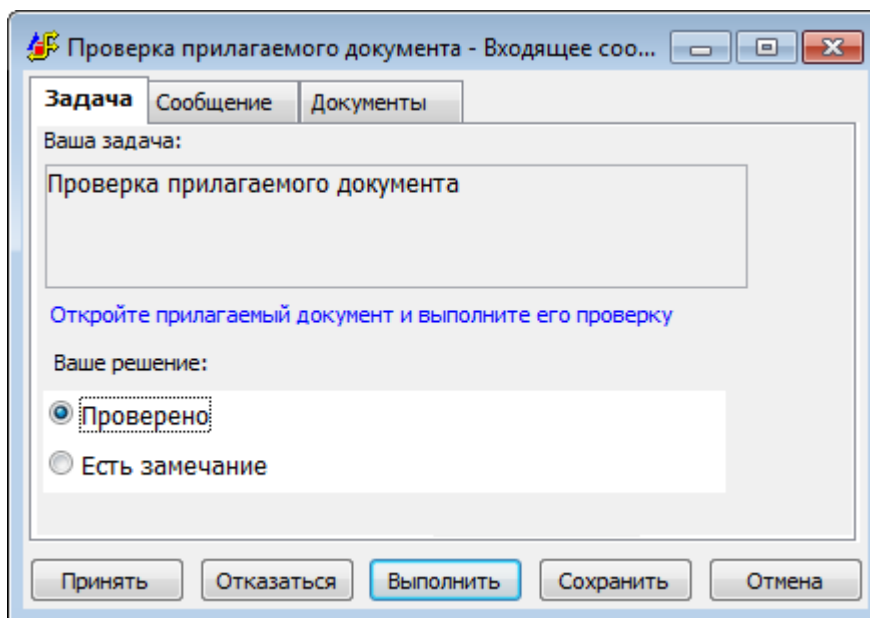 Проверка прилагаемого документа - Входящее соо...
Задача Сообщение Документы
Ваша задача:
Проверка прилагаемого документа
Откройте прилагаемый документ и выполните его проверку
Ваше решение:
Проверено
Есть замечание
Принять Отказаться Выполнить Сохранить Отмена